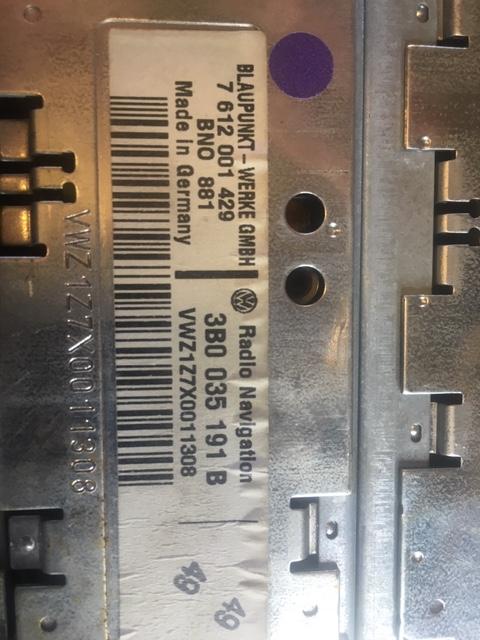 BLAUPUNKT - WERKE GMBH
7 612 001 429
BNO 881
Made in Germany
Radio Navigation
3B0 035 191 B
VWZ1Z7X0011308
49
49
VWZ1Z7X0011308